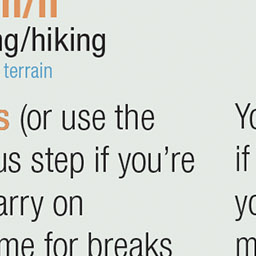 ng/hiking
terrain
s (or use the
us step if you're
arry on
me for breaks
Yo
if
yo
m